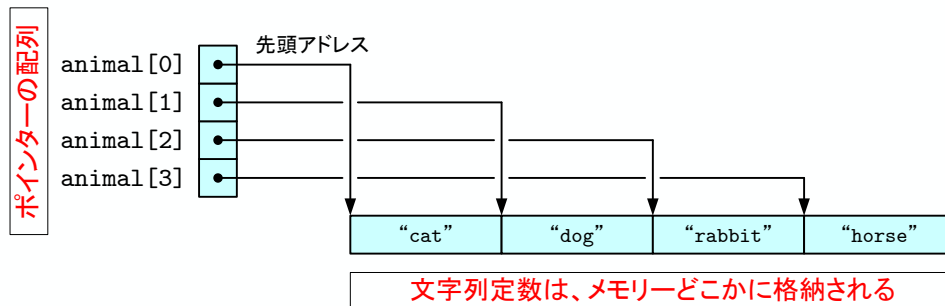 ポインターの配列
先頭アドレス
animal[0]
animal[1]
animal[2]
animal[3]
“cat” “dog” “rabbit” “horse”
文字列定数は、メモリーどこかに格納される